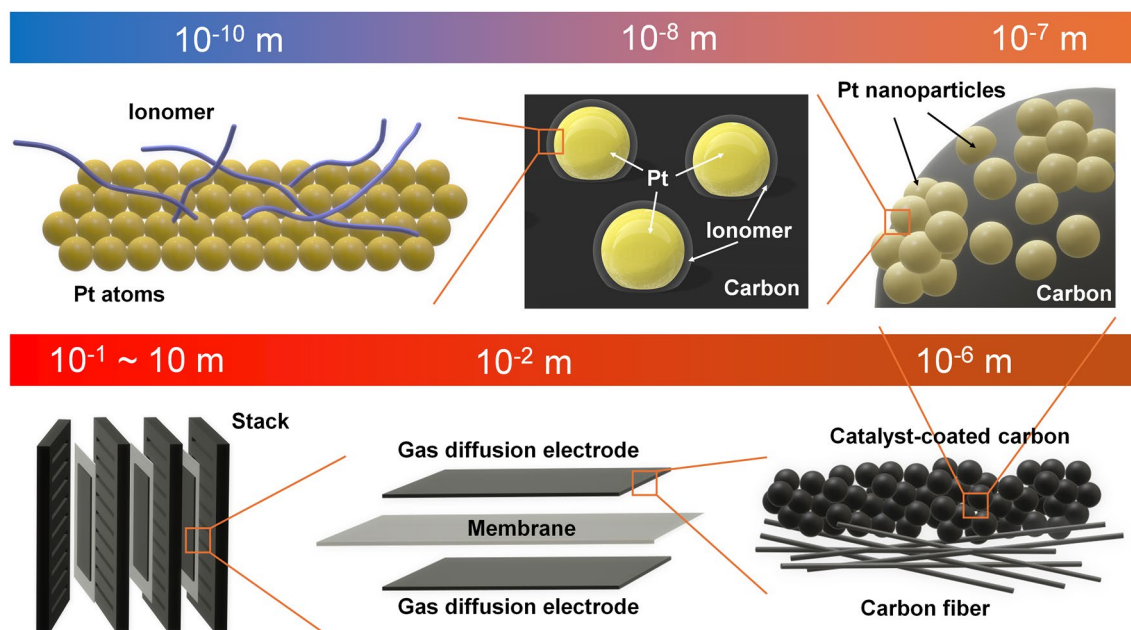 10⁻¹⁰ m
10⁻⁸ m
10⁻⁷ m
Ionomer
Pt atoms
Pt
Ionomer
Carbon
Pt nanoparticles
Carbon
10⁻¹ ~ 10 m
10⁻² m
10⁻⁶ m
Stack
Gas diffusion electrode
Membrane
Gas diffusion electrode
Catalyst-coated carbon
Carbon fiber